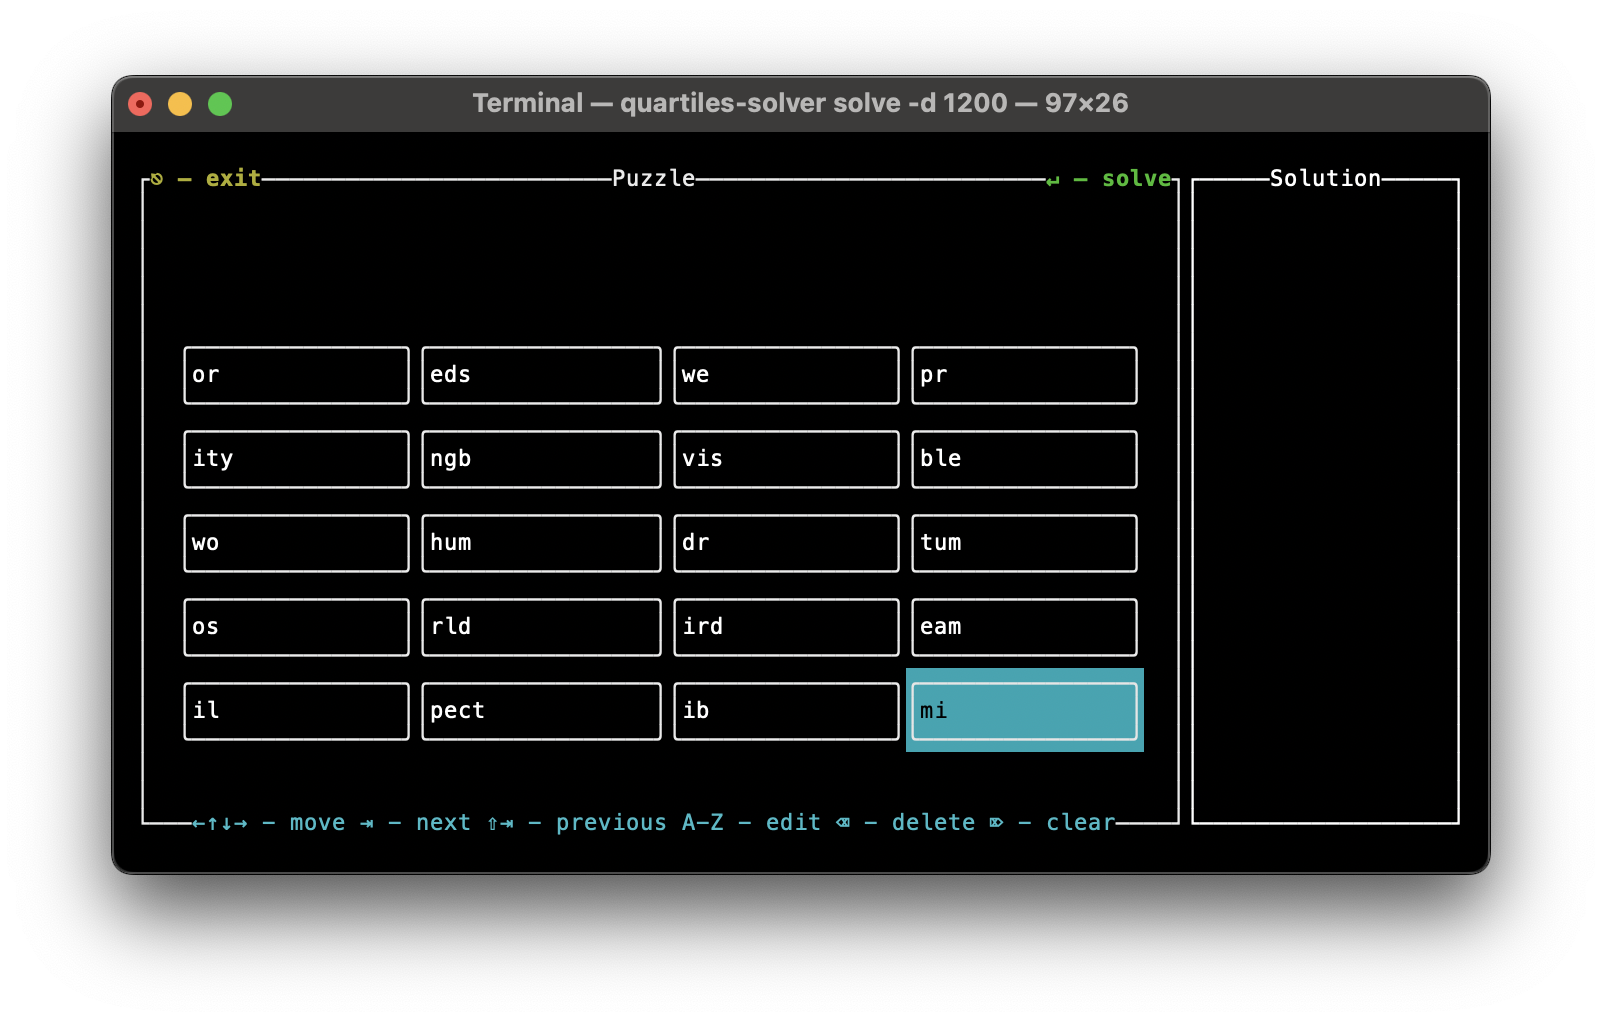 Terminal — quartiles-solver solve -d 1200 — 97×26
⎋ — exit Puzzle ↵ — solve Solution
or eds we pr
ity ngb vis ble
wo hum dr tum
os rld ird eam
il pect ib mi
←↑↓→ — move ⇥ — next ⇧⇥ — previous A—Z — edit ⌫ — delete ⌦ — clear